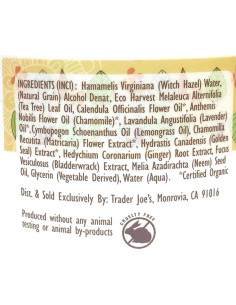 INGREDIENTS (INCI): Hamamelis Virginiana (Witch Hazel) Water,
(Natural Grain) Alcohol Denat, Eco Harvest Melaleuca Alternifolia
(Tea Tree) Leaf Oil, Calendula Officinalis Flower Oil*, Anthemis
Nobilis Flower Oil (Chamomile)*, Lavandula Angustifolia (Lavender)
Oil*,Cymbopogon Schoenanthus Oil (Lemongrass Oil), Chamomilla
Recutita (Matricaria) Flower Extract*, Hydrastis Canadensis (Golden
Seal) Extract*, Hedychium Coronarium (Ginger) Root Extract, Fucus
Vesiculosus (Bladderwrack) Extract, Melia Azadirachta (Neem) Seed
Oil, Glycerin (Vegetable Derived), Water (Aqua). *Certified Organic
Dist. & Sold Exclusively By: Trader Joe's, Monrovia, CA 91016
Produced without any animal
testing or animal by-products
CRUELTY FREE